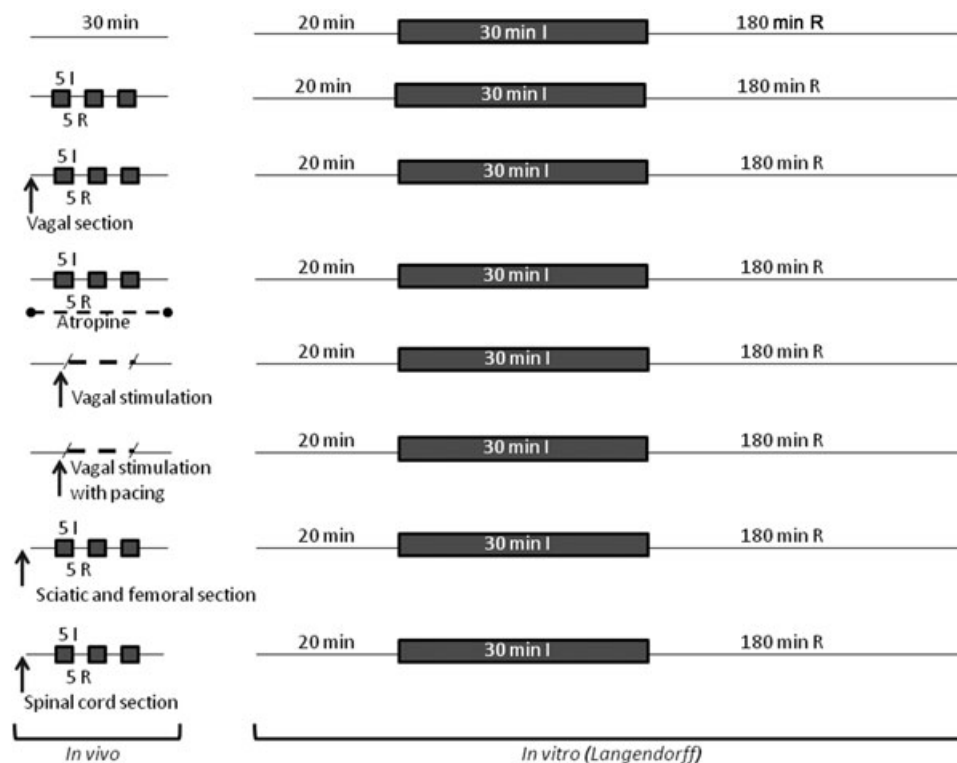 30 min 20 min 30 min I 180 min R
5 I 20 min 30 min I 180 min R
5 R
5 I 20 min 30 min I 180 min R
5 R
Vagal section
5 I 20 min 30 min I 180 min R
5 R
Atropine
20 min 30 min I 180 min R
Vagal stimulation
20 min 30 min I 180 min R
Vagal stimulation
with pacing
5 I 20 min 30 min I 180 min R
5 R
Sciatic and femoral section
5 I 20 min 30 min I 180 min R
5 R
Spinal cord section
In vivo In vitro (Langendorff)